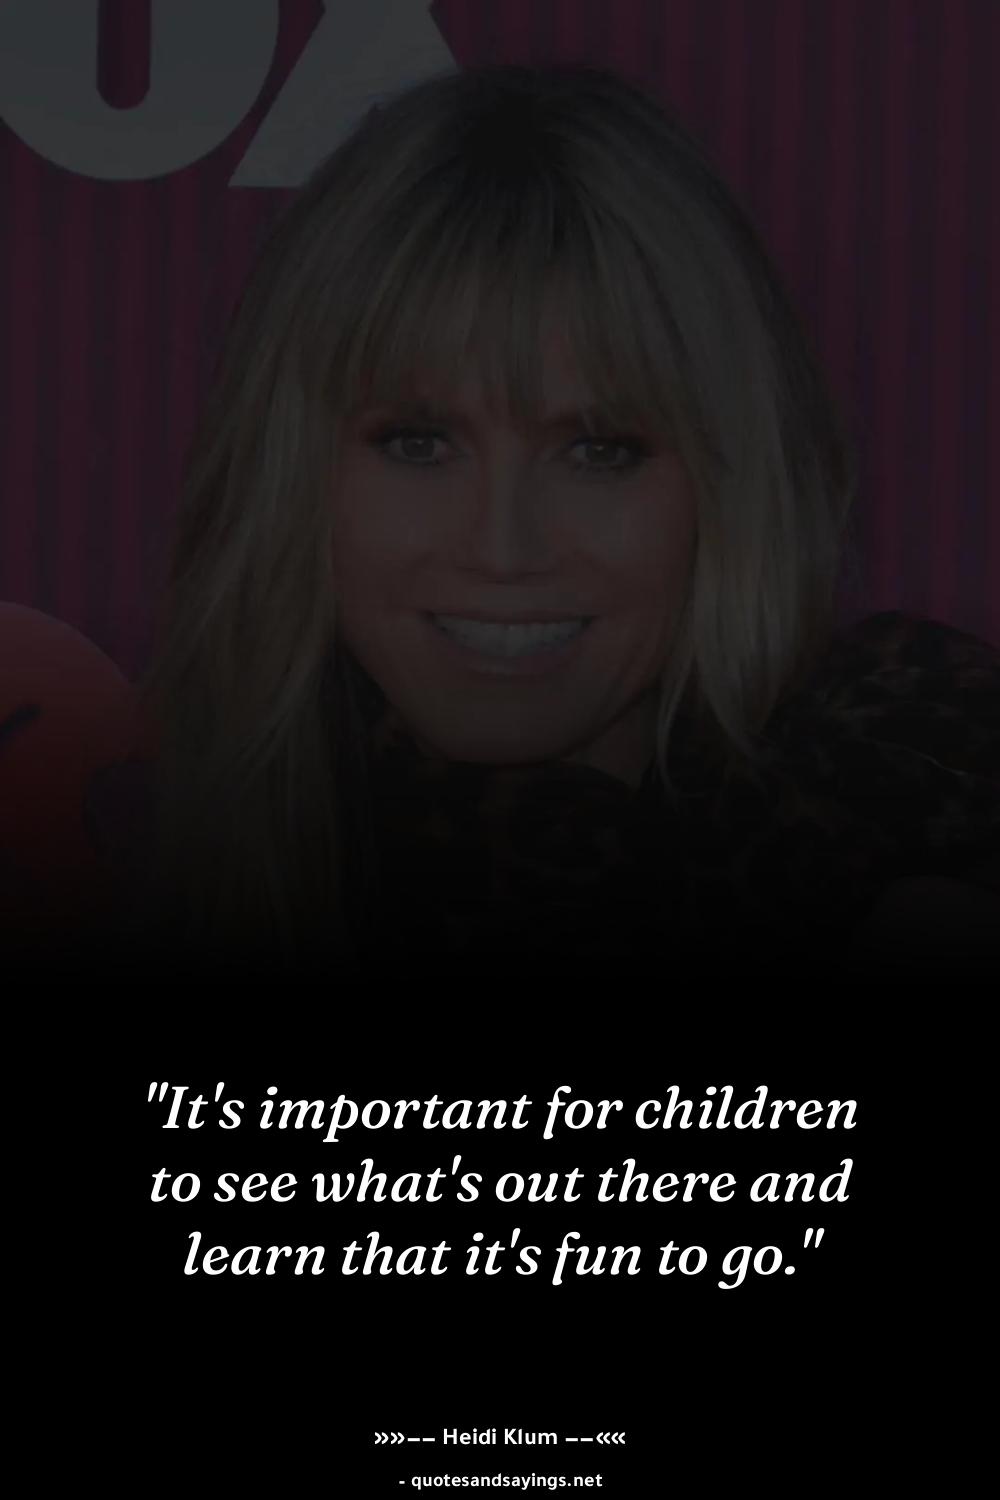 OX
"It's important for children
to see what's out there and
learn that it's fun to go."
»»–– Heidi Klum ––««
- quotesandsayings.net